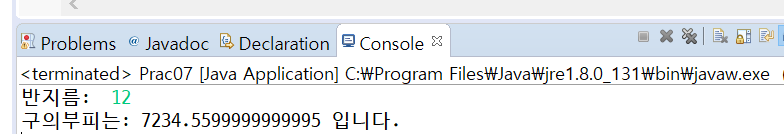 Problems @ Javadoc Declaration Console
<terminated> Prac07 [Java Application] C:₩Program Files₩Java₩jre1.8.0_131₩bin₩javaw.exe (
반지름: 12
구의부피는: 7234.5599999999995 입니다.